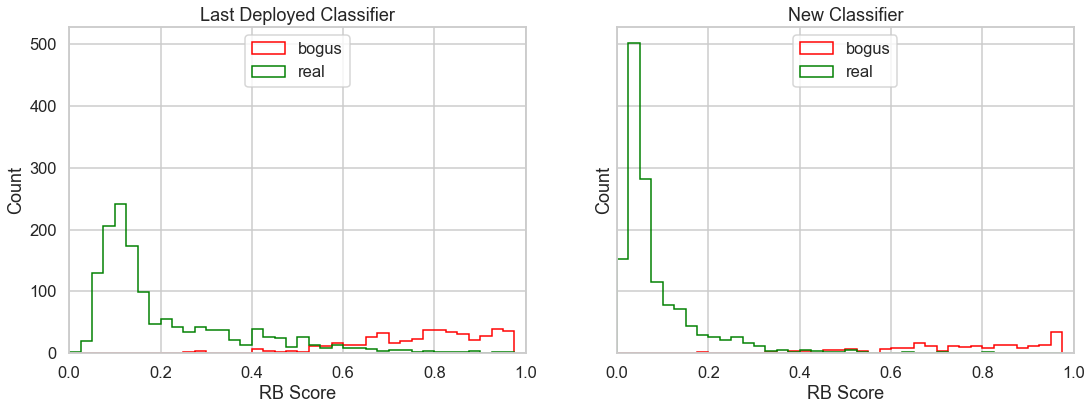 Last Deployed Classifier
bogus
real
500
400
300
200
100
0
Count
0.0 0.2 0.4 0.6 0.8 1.0
RB Score
New Classifier
bogus
real
Count
0.0 0.2 0.4 0.6 0.8 1.0
RB Score